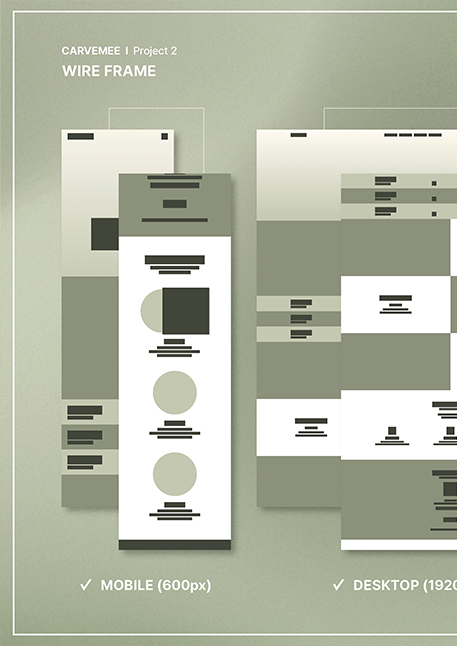 CARVEMEE I Project 2
WIRE FRAME
✓ MOBILE (600px)
✓ DESKTOP (1920